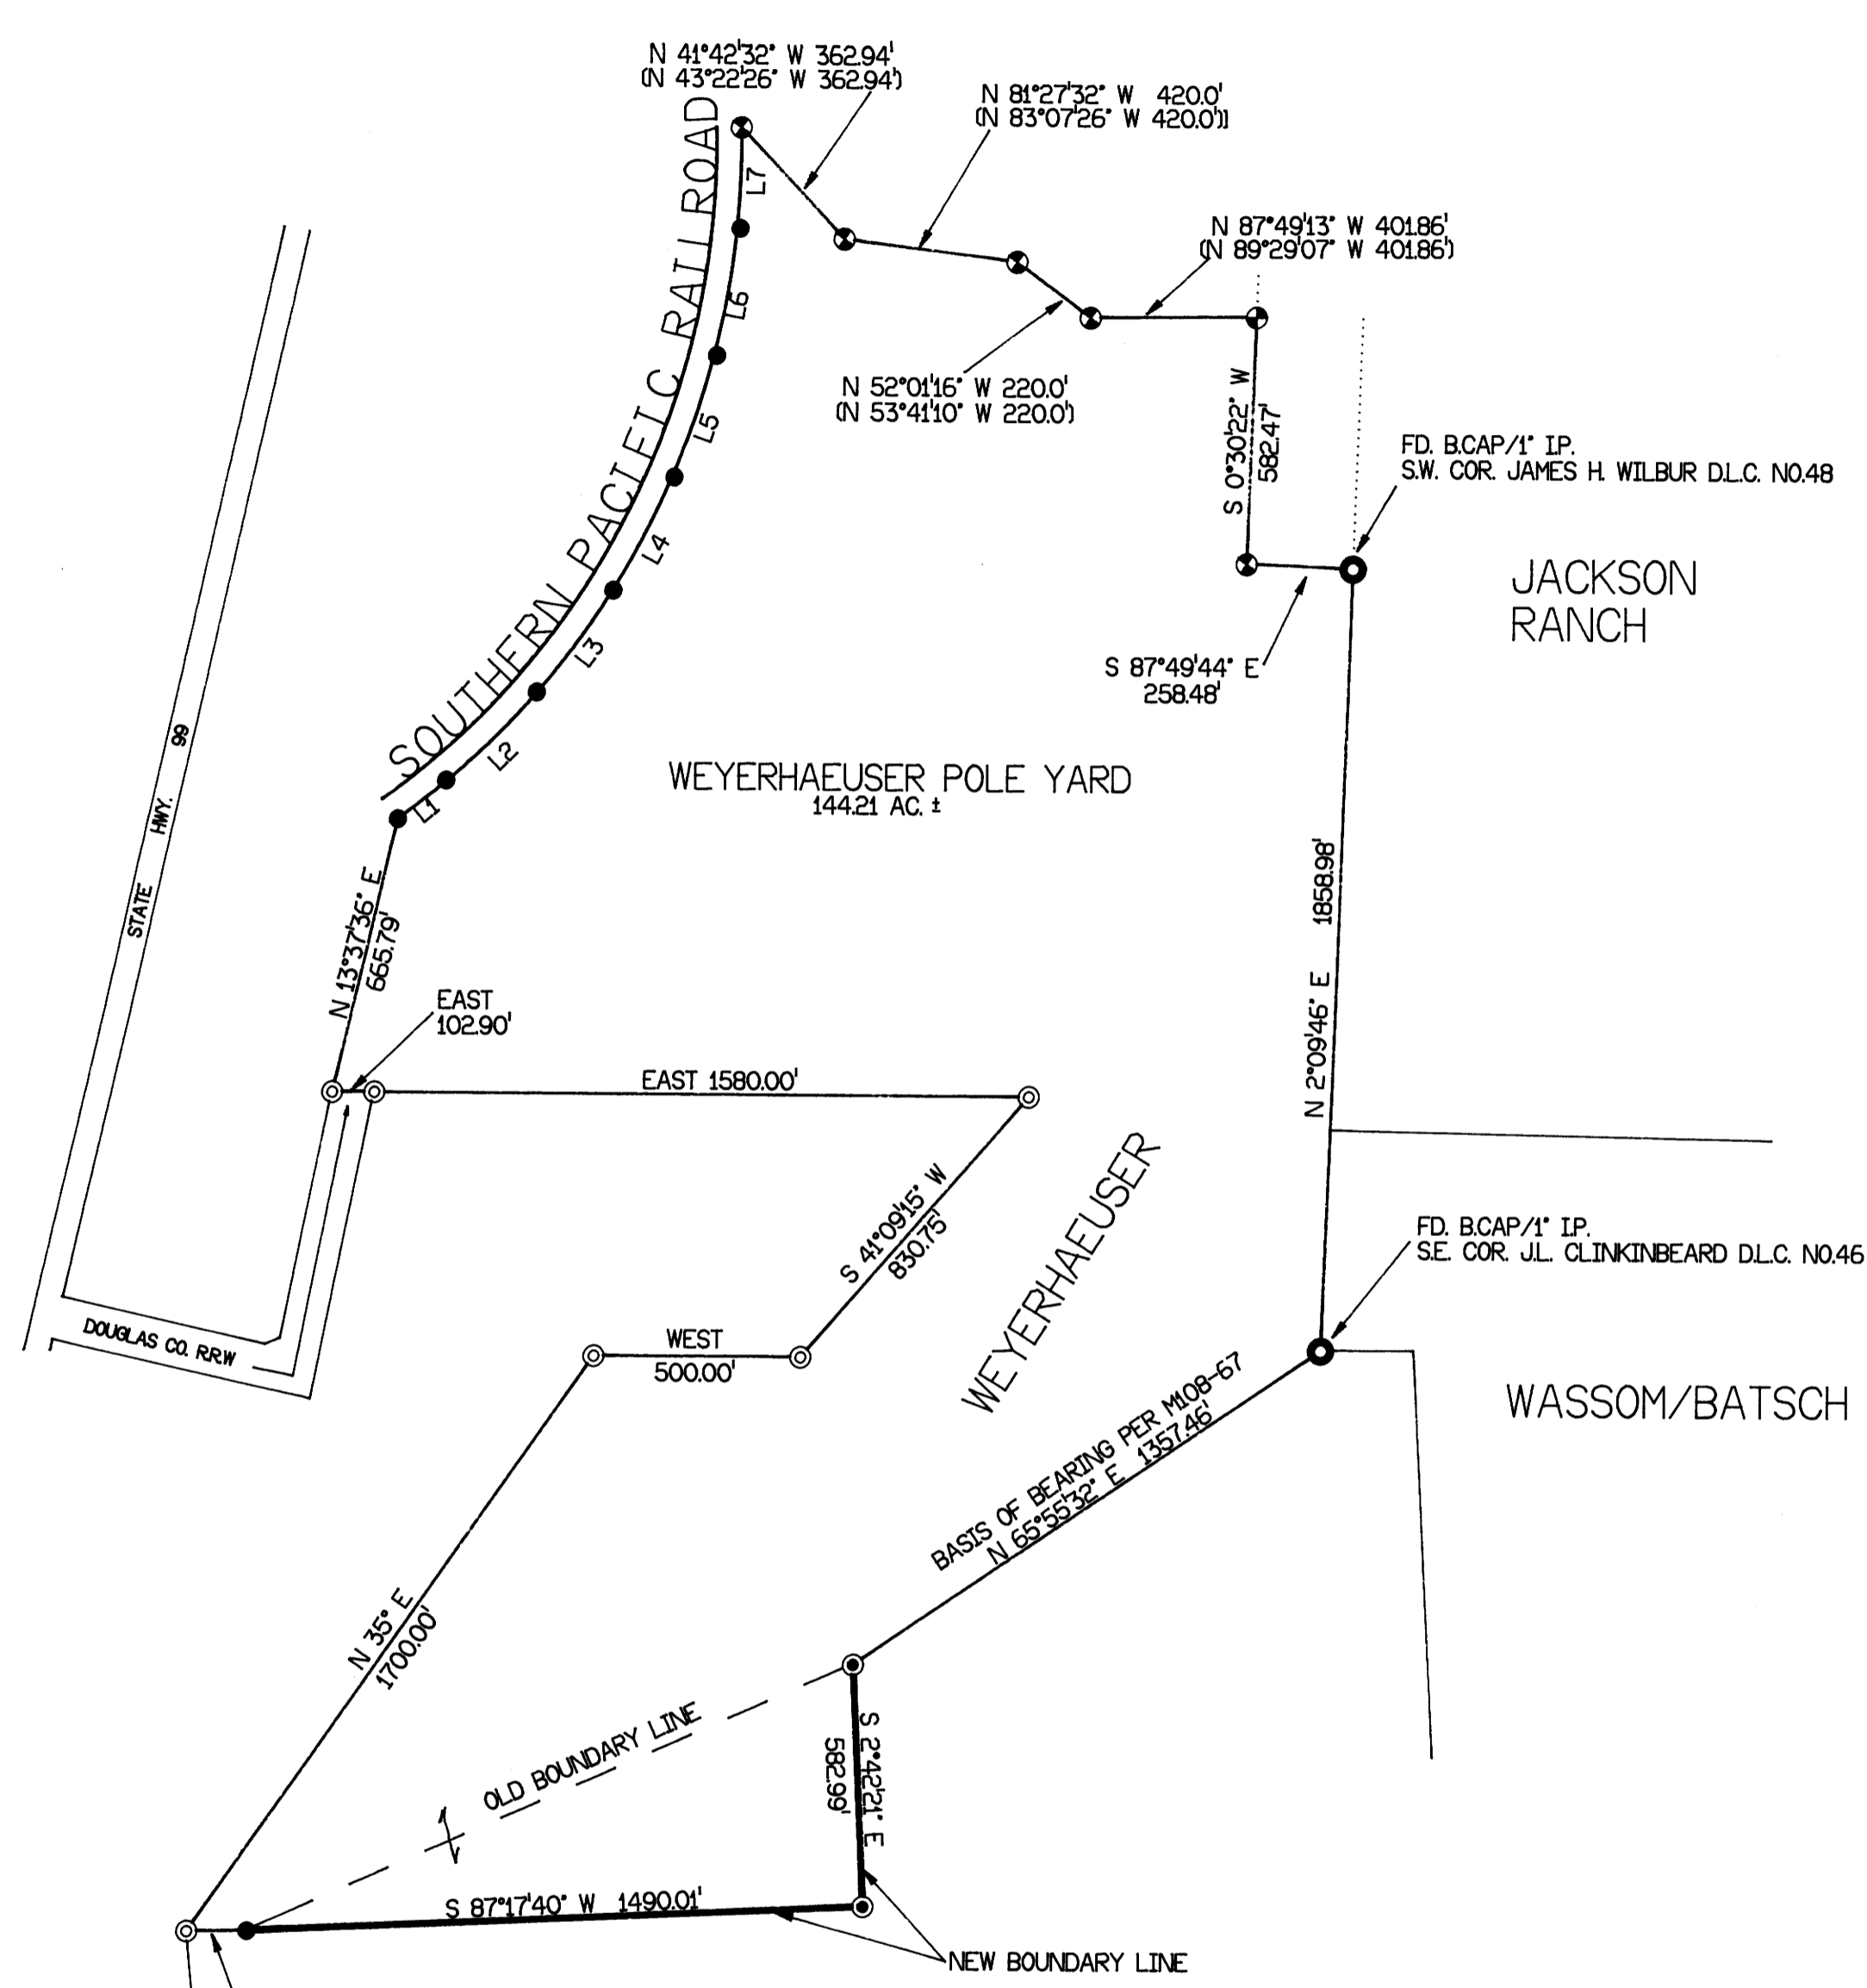 N 41°42'32" W 362.94'
(N 43°22'26" W 362.94')
N 81°27'32" W 420.0'
(N 83°07'26" W 420.0')]
N 87°49'13" W 401.86'
(N 89°29'07" W 401.86')
N 52°01'16" W 220.0'
(N 53°41'10" W 220.0')
S 0°30'22" W
582.47'
FD. B.CAP/1" I.P.
S.W. COR. JAMES H. WILBUR D.L.C. NO.48
JACKSON
RANCH
S 87°49'44" E
258.48'
SOUTHERN PACIFIC RAILROAD
L7
L6
L5
L4
L3
L2
L1
WEYERHAEUSER POLE YARD
144.21 AC. ±
STATE HWY. 99
N 13°37'36" E
665.79'
EAST
102.90'
EAST 1580.00'
N 2°09'46" E 1858.98'
S 41°09'15" W
830.75'
WEYERHAEUSER
FD. B.CAP/1" I.P.
S.E. COR. J.L. CLINKINBEARD D.L.C. NO.46
DOUGLAS CO. R.R.W
WEST
500.00'
WASSOM/BATSCH
BASIS OF BEARING PER M108-67
N 65°55'32" E 1357.46'
N 35° E
1700.00'
OLD BOUNDARY LINE
S 2°42'21" E
582.99'
S 87°17'40" W 1490.01'
NEW BOUNDARY LINE